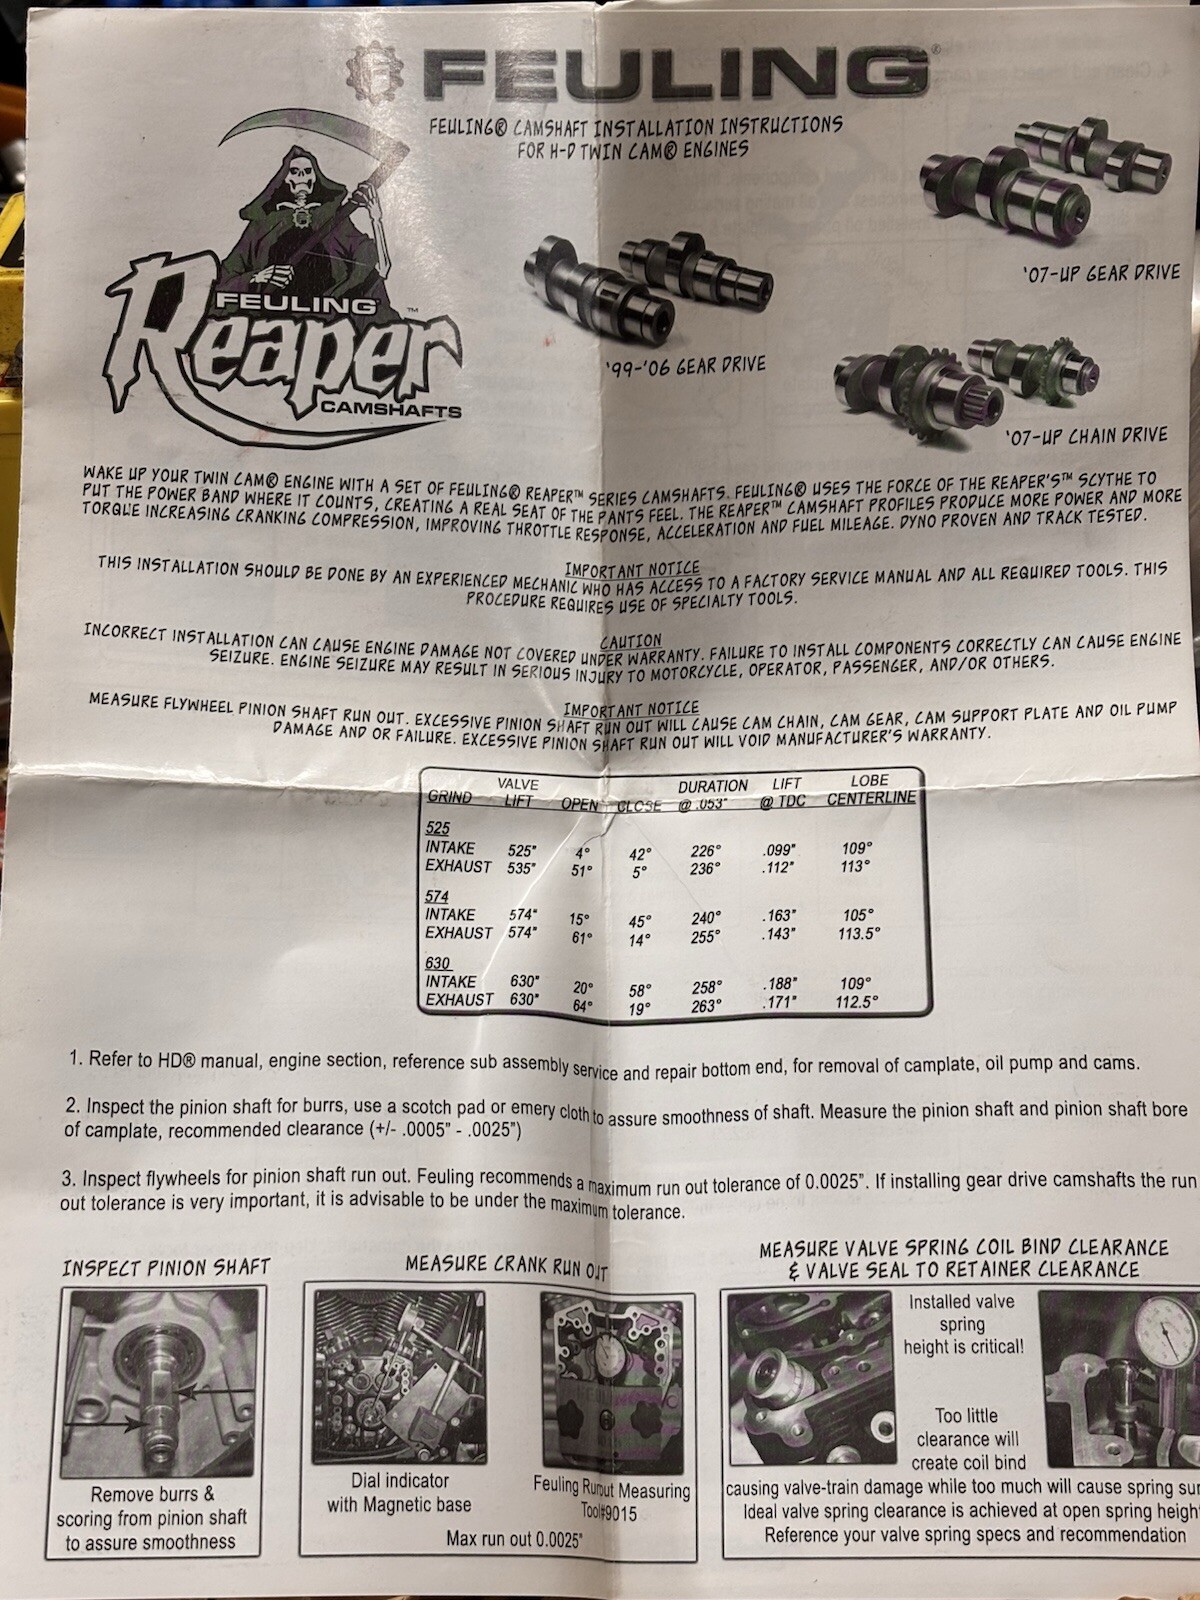 FEULING®
FEULING® CAMSHAFT INSTALLATION INSTRUCTIONS
FOR H-D TWIN CAM® ENGINES
FEULING™
Reaper
CAMSHAFTS
'07-UP GEAR DRIVE
'99-'06 GEAR DRIVE
'07-UP CHAIN DRIVE
WAKE UP YOUR TWIN CAM® ENGINE WITH A SET OF FEULING® REAPER™ SERIES CAMSHAFTS. FEULING® USES THE FORCE OF THE REAPER'S™ SCYTHE TO
PUT THE POWER BAND WHERE IT COUNTS, CREATING A REAL SEAT OF THE PANTS FEEL. THE REAPER™ CAMSHAFT PROFILES PRODUCE MORE POWER AND MORE
TORQUE INCREASING CRANKING COMPRESSION, IMPROVING THROTTLE RESPONSE, ACCELERATION AND FUEL MILEAGE. DYNO PROVEN AND TRACK TESTED.
IMPORTANT NOTICE
THIS INSTALLATION SHOULD BE DONE BY AN EXPERIENCED MECHANIC WHO HAS ACCESS TO A FACTORY SERVICE MANUAL AND ALL REQUIRED TOOLS. THIS
PROCEDURE REQUIRES USE OF SPECIALTY TOOLS.
CAUTION
INCORRECT INSTALLATION CAN CAUSE ENGINE DAMAGE NOT COVERED UNDER WARRANTY. FAILURE TO INSTALL COMPONENTS CORRECTLY CAN CAUSE ENGINE
SEIZURE. ENGINE SEIZURE MAY RESULT IN SERIOUS INJURY TO MOTORCYCLE, OPERATOR, PASSENGER, AND/OR OTHERS.
IMPORTANT NOTICE
MEASURE FLYWHEEL PINION SHAFT RUN OUT. EXCESSIVE PINION SHAFT RUN OUT WILL CAUSE CAM CHAIN, CAM GEAR, CAM SUPPORT PLATE AND OIL PUMP
DAMAGE AND OR FAILURE. EXCESSIVE PINION SHAFT RUN OUT WILL VOID MANUFACTURER'S WARRANTY.
VALVE DURATION LIFT LOBE
GRIND LIFT OPEN CLOSE @ .053" @ TDC CENTERLINE
525
INTAKE 525" 4° 42° 226° .099" 109°
EXHAUST 535" 51° 5° 236° .112" 113°
574
INTAKE 574" 15° 45° 240° .163" 105°
EXHAUST 574" 61° 14° 255° .143" 113.5°
630
INTAKE 630" 20° 58° 258° .188" 109°
EXHAUST 630" 64° 19° 263° .171" 112.5°
1. Refer to HD® manual, engine section, reference sub assembly service and repair bottom end, for removal of camplate, oil pump and cams.
2. Inspect the pinion shaft for burrs, use a scotch pad or emery cloth to assure smoothness of shaft. Measure the pinion shaft and pinion shaft bore
of camplate, recommended clearance (+/- .0005" - .0025")
3. Inspect flywheels for pinion shaft run out. Feuling recommends a maximum run out tolerance of 0.0025". If installing gear drive camshafts the run
out tolerance is very important, it is advisable to be under the maximum tolerance.
INSPECT PINION SHAFT
Remove burrs &
scoring from pinion shaft
to assure smoothness
MEASURE CRANK RUN OUT
Dial indicator
with Magnetic base
Feuling Runout Measuring
Tool#9015
Max run out 0.0025"
MEASURE VALVE SPRING COIL BIND CLEARANCE
& VALVE SEAL TO RETAINER CLEARANCE
Installed valve
spring
height is critical!
Too little
clearance will
create coil bind
causing valve-train damage while too much will cause spring sur
Ideal valve spring clearance is achieved at open spring heigh
Reference your valve spring specs and recommendation